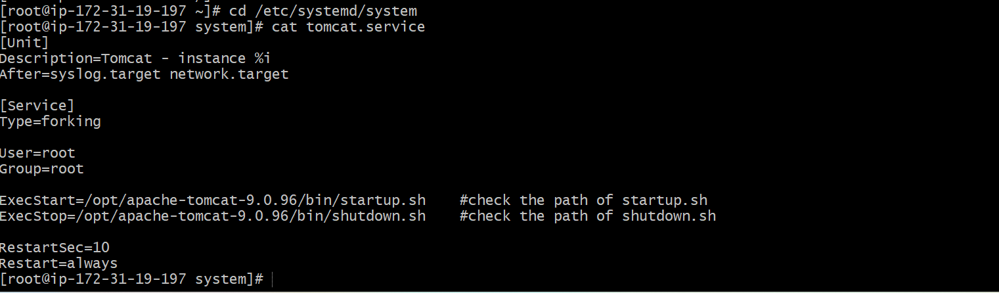 [root@ip-172-31-19-197 ~]# cd /etc/systemd/system
[root@ip-172-31-19-197 system]# cat tomcat.service
[Unit]
Description=Tomcat - instance %i
After=syslog.target network.target

[Service]
Type=forking

User=root
Group=root

ExecStart=/opt/apache-tomcat-9.0.96/bin/startup.sh    #check the path of startup.sh
ExecStop=/opt/apache-tomcat-9.0.96/bin/shutdown.sh    #check the path of shutdown.sh

RestartSec=10
Restart=always
[root@ip-172-31-19-197 system]#